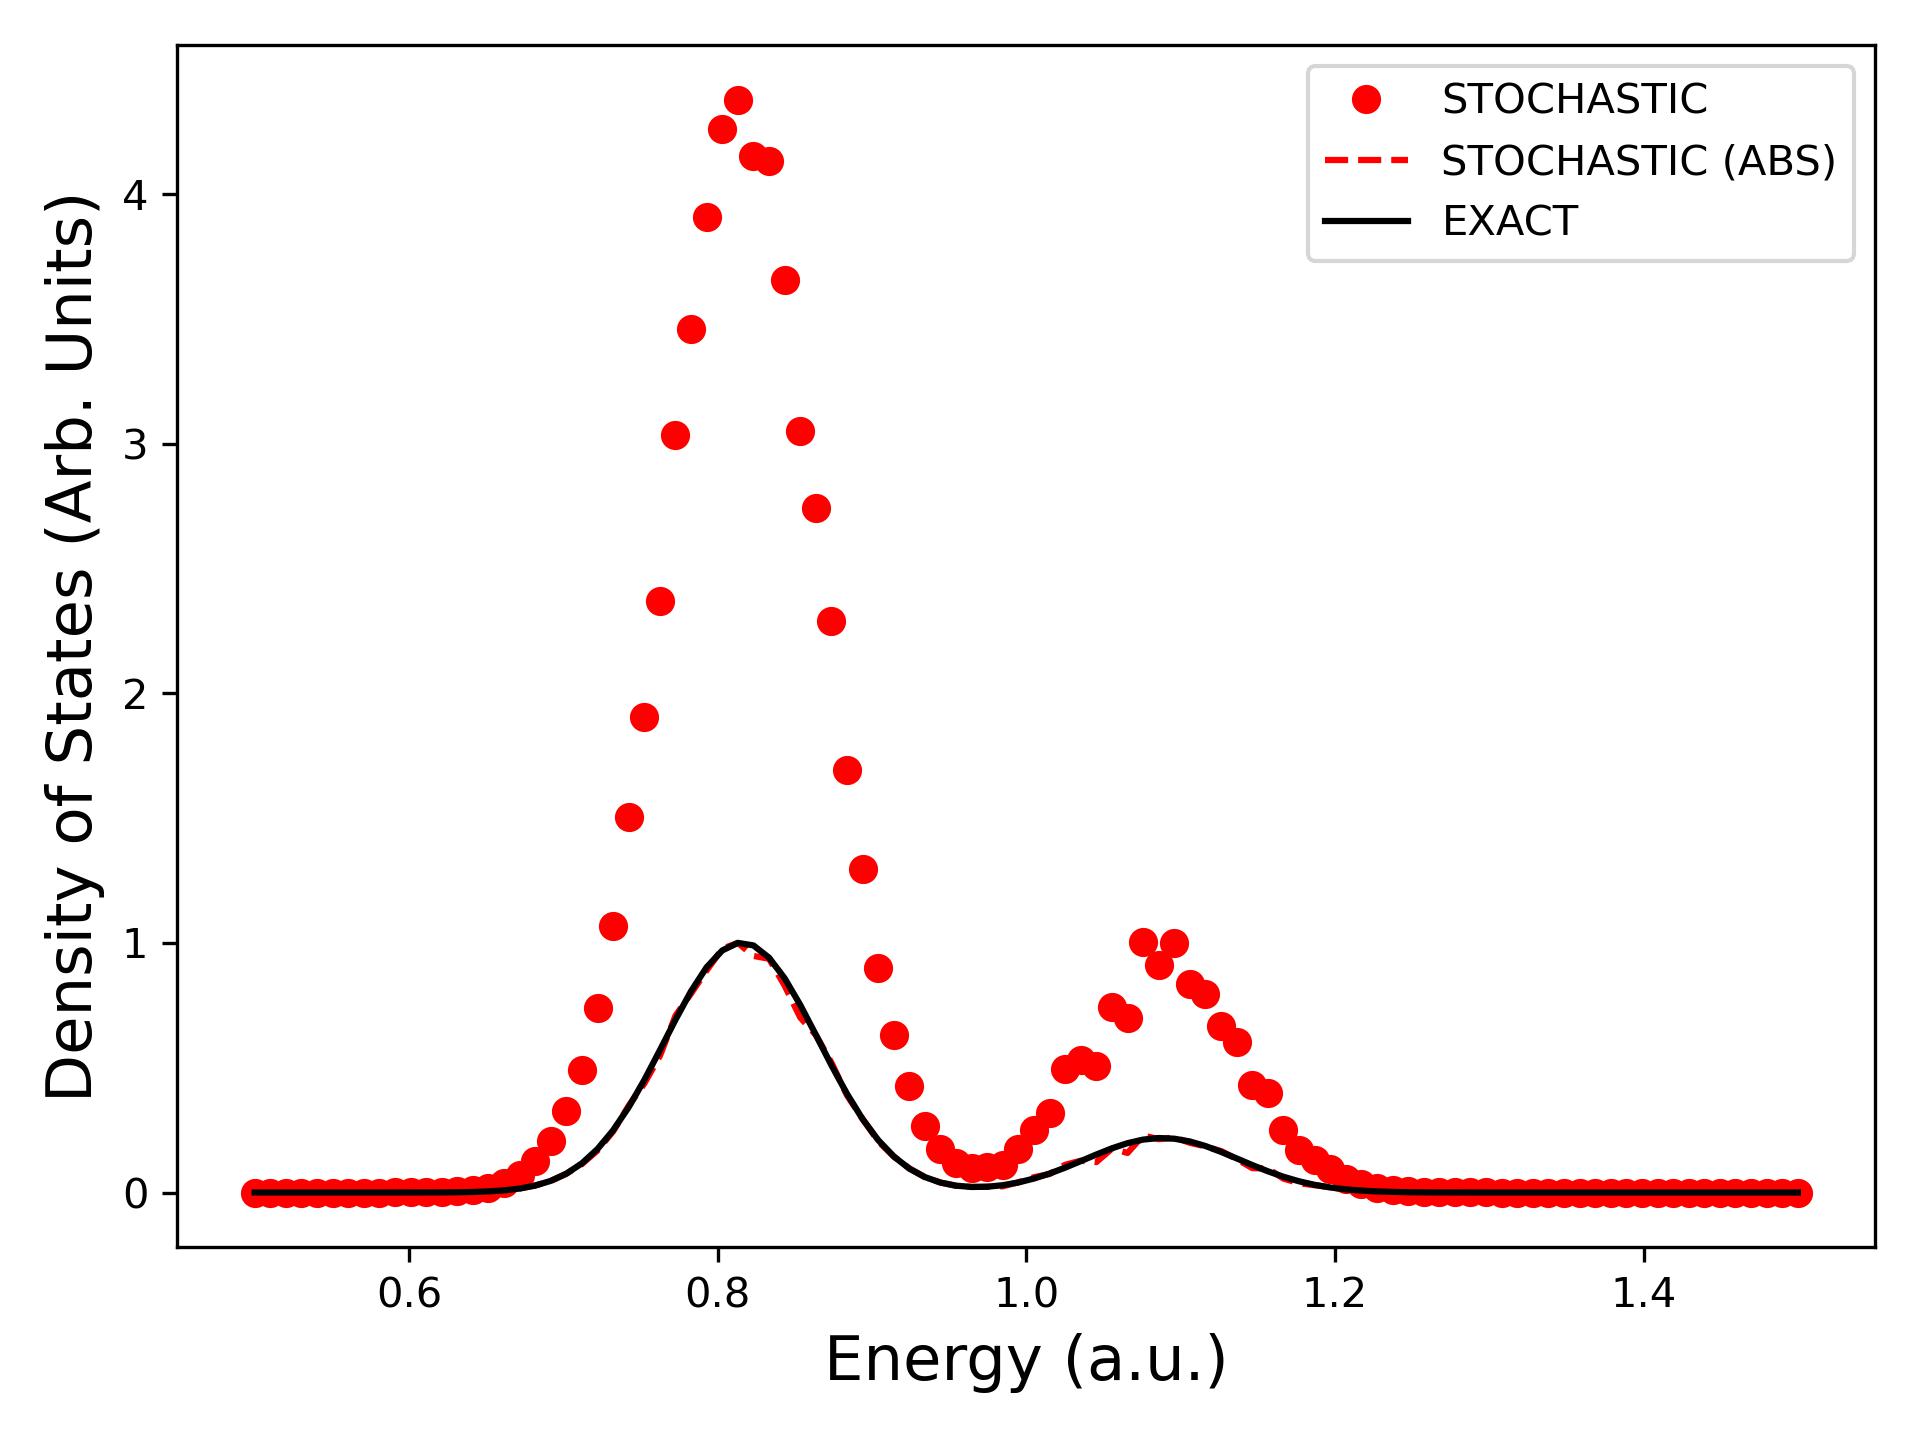 STOCHASTIC
STOCHASTIC (ABS)
EXACT
Density of States (Arb. Units)
4
3
2
1
0
0.6 0.8 1.0 1.2 1.4
Energy (a.u.)